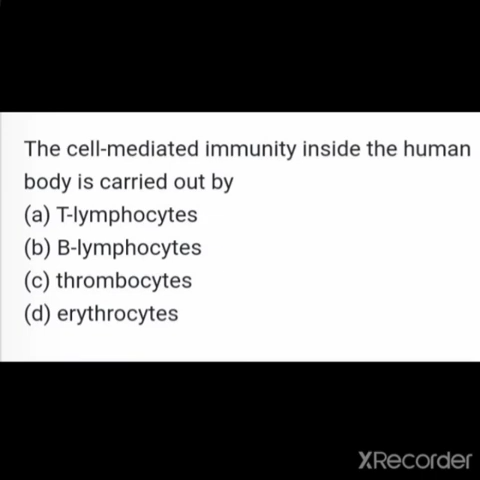 The cell-mediated immunity inside the human
body is carried out by
(a) T-lymphocytes
(b) B-lymphocytes
(c) thrombocytes
(d) erythrocytes
XRecorder